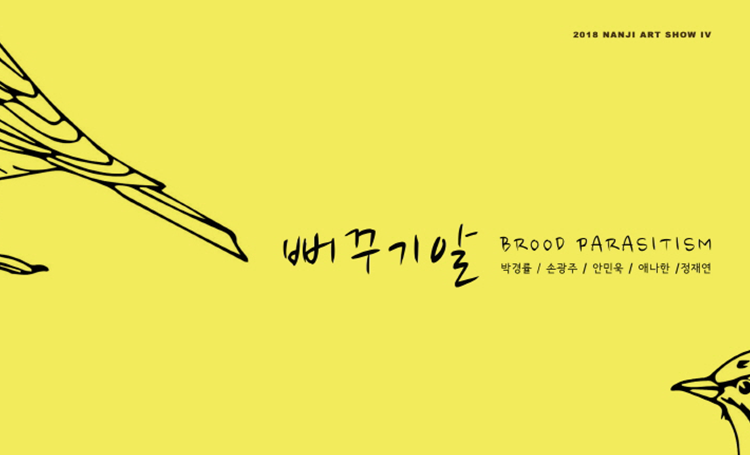 2018 NANJI ART SHOW IV
뻐꾸기알
BROOD PARASITISM
박경률 / 손광주 / 안민욱 / 애나한 /정재연